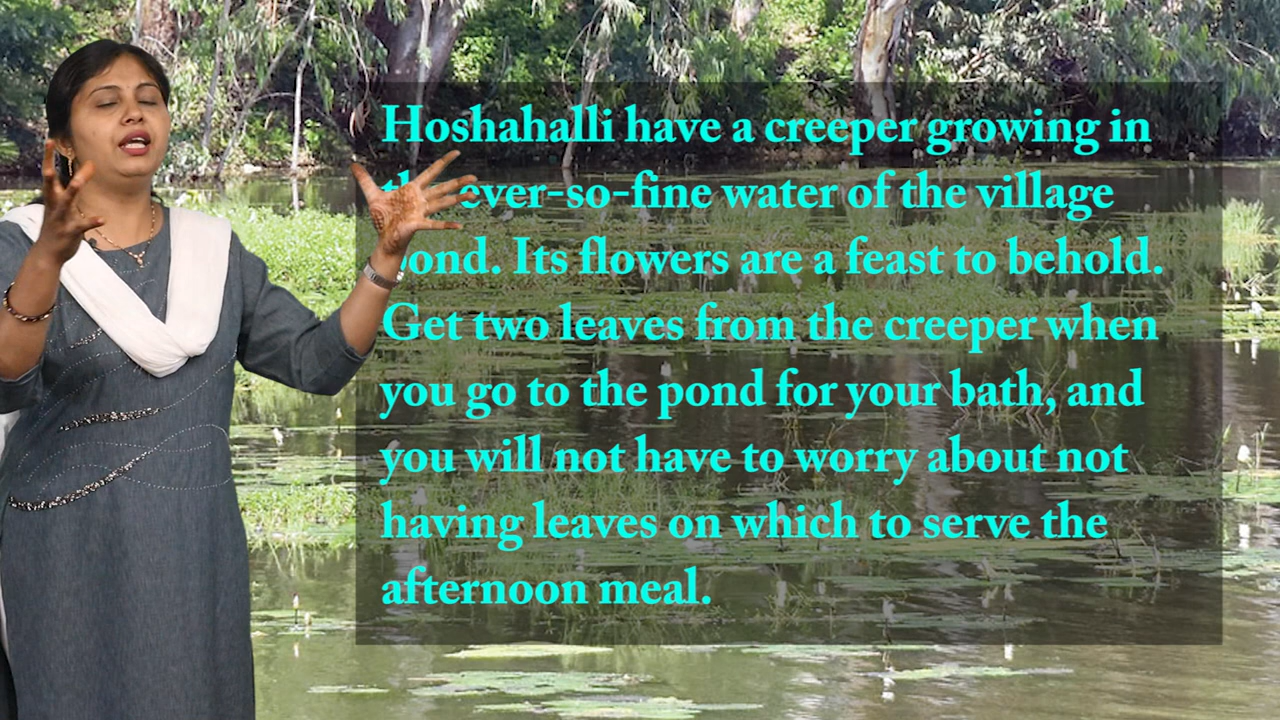 Hoshahalli have a creeper growing in
the ever-so-fine water of the village
pond. Its flowers are a feast to behold.
Get two leaves from the creeper when
you go to the pond for your bath, and
you will not have to worry about not
having leaves on which to serve the
afternoon meal.